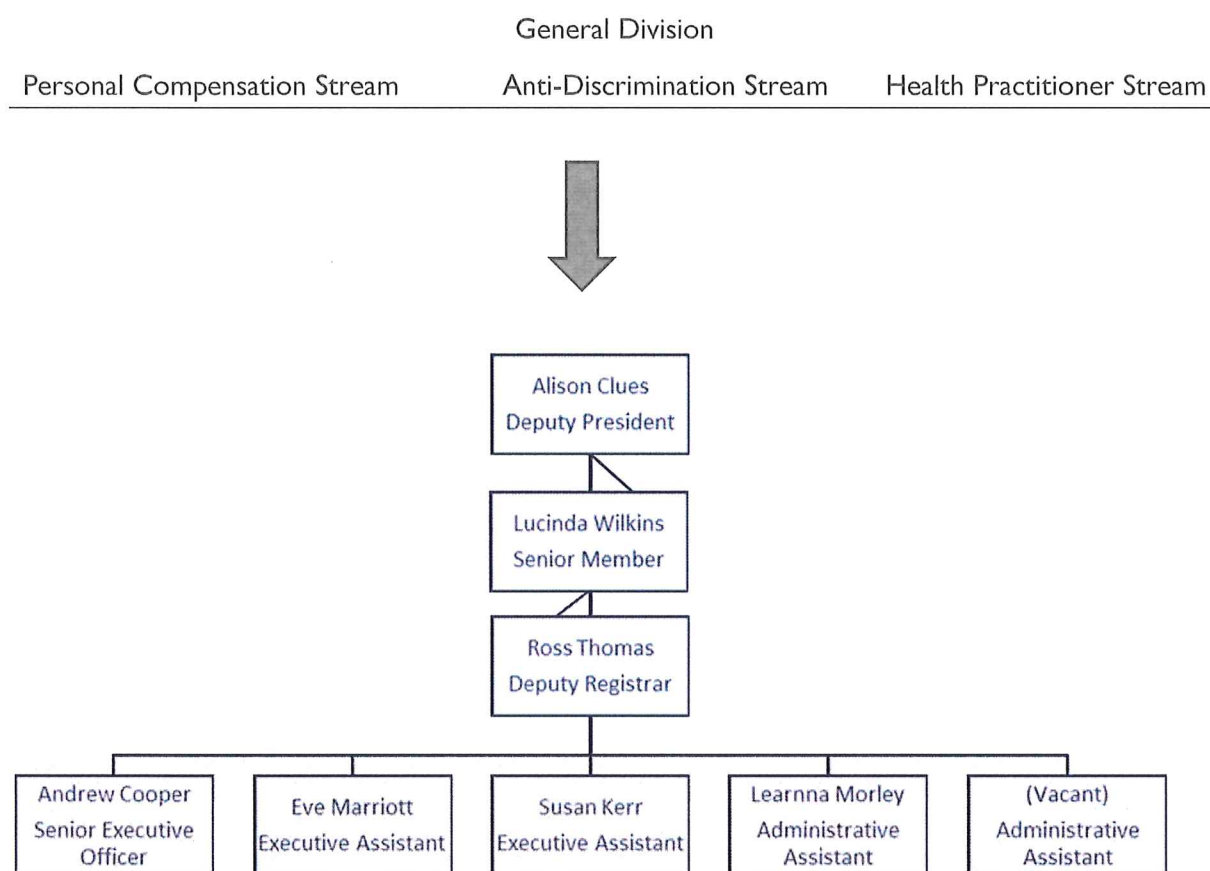 General Division
Personal Compensation Stream Anti-Discrimination Stream Health Practitioner Stream
Alison Clues
Deputy President
Lucinda Wilkins
Senior Member
Ross Thomas
Deputy Registrar
Andrew Cooper
Senior Executive
Officer
Eve Marriott
Executive Assistant
Susan Kerr
Executive Assistant
Learnna Morley
Administrative
Assistant
(Vacant)
Administrative
Assistant